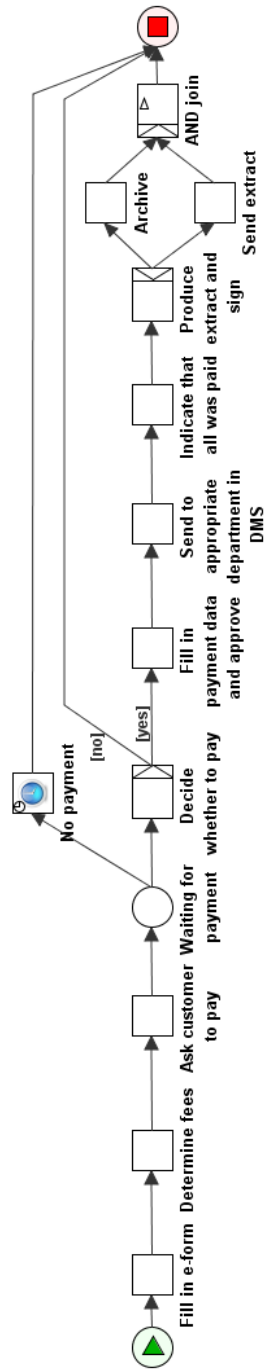 Fill in e-form
Determine fees
Ask customer
to pay
Waiting for
payment
No payment
Decide
whether to pay
[no]
[yes]
Fill in
payment data
and approve
Send to
appropriate
department in
DMS
Indicate that
all was paid
Produce
extract and
sign
Archive
Send extract
AND join